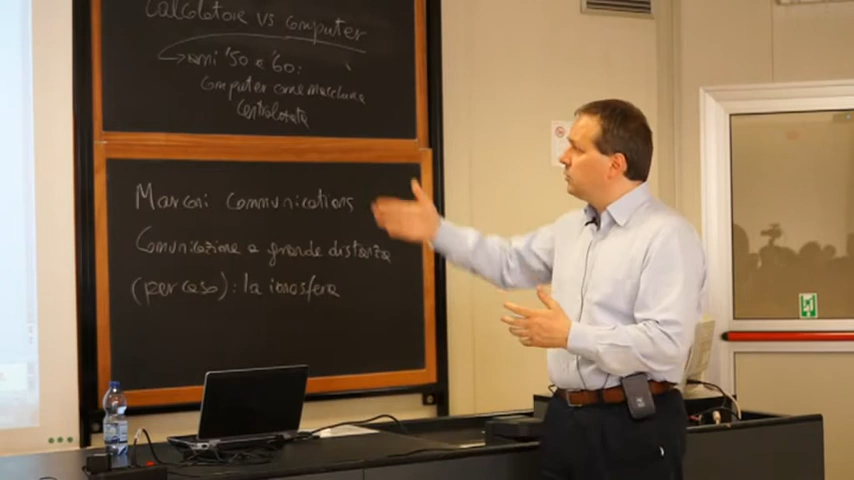 Calcolatore vs computer
anni '50 e '60:
Computer come macchina
centralizzata
Marconi Communications
Comunicazione a grande distanza
(per caso): la ionosfera